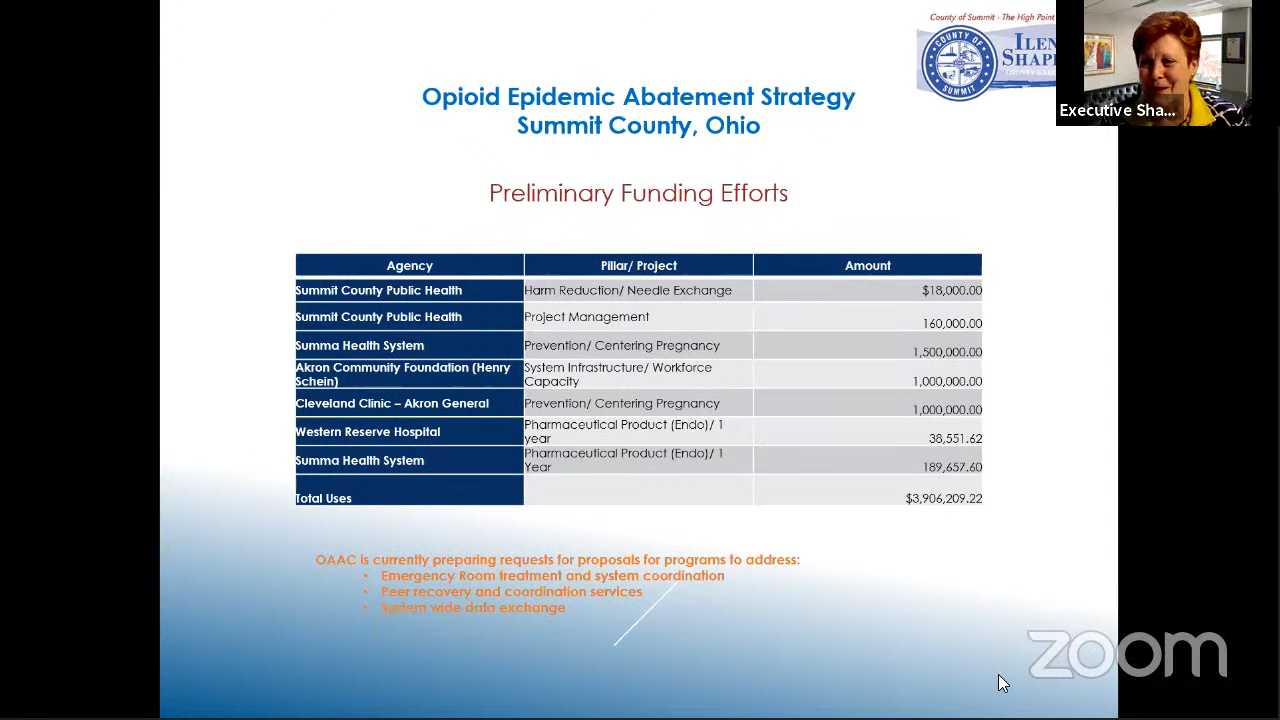 County of Summit • The High Point
COUNTY OF
SUMMIT
Executive Sha...
Opioid Epidemic Abatement Strategy
Summit County, Ohio
Preliminary Funding Efforts
Agency Pillar/ Project Amount
Summit County Public Health Harm Reduction/ Needle Exchange $18,000.00
Summit County Public Health Project Management 160,000.00
Summa Health System Prevention/ Centering Pregnancy 1,500,000.00
Akron Community Foundation (Henry Schein) System Infrastructure/ Workforce Capacity 1,000,000.00
Cleveland Clinic – Akron General Prevention/ Centering Pregnancy 1,000,000.00
Western Reserve Hospital Pharmaceutical Product (Endo)/ 1 year 38,551.62
Summa Health System Pharmaceutical Product (Endo)/ 1 Year 189,657.60
Total Uses $3,906,209.22
OAAC is currently preparing requests for proposals for programs to address:
• Emergency Room treatment and system coordination
• Peer recovery and coordination services
• System wide data exchange
zoom